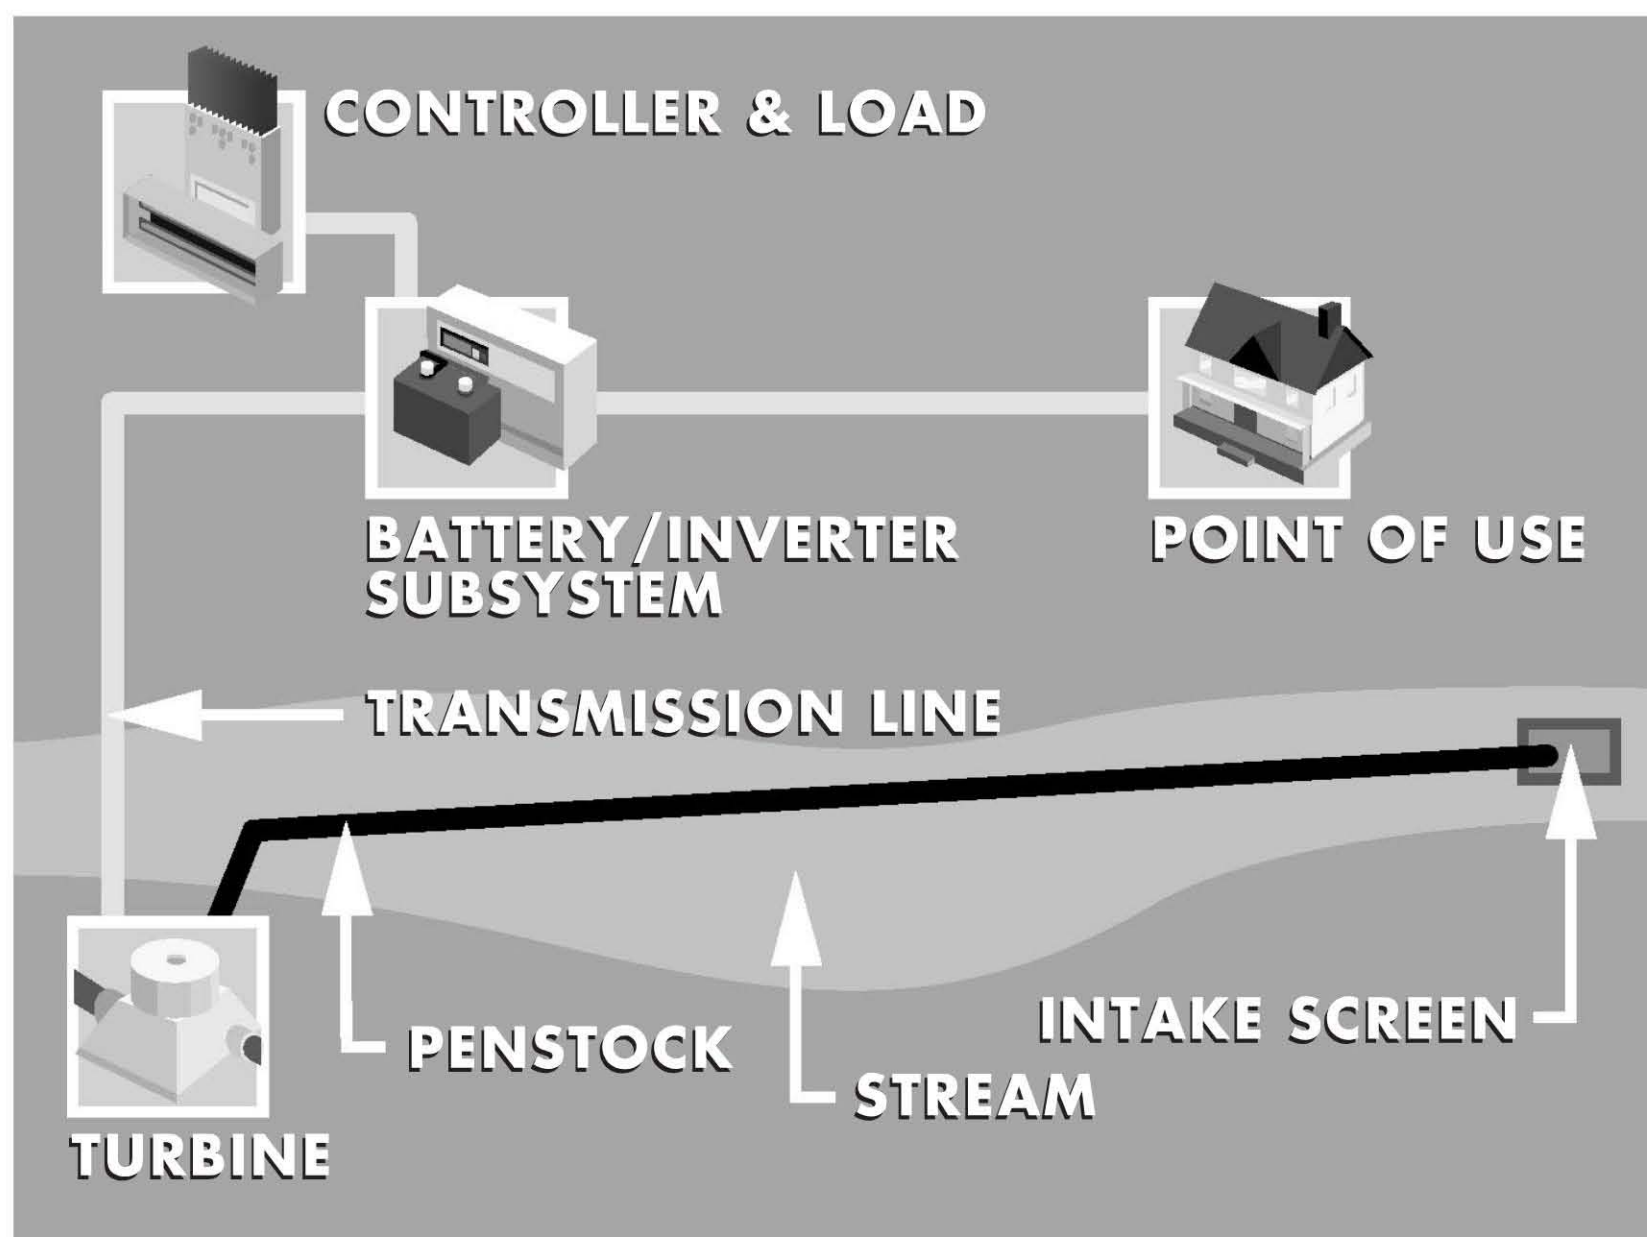 CONTROLLER & LOAD
BATTERY/INVERTER
SUBSYSTEM
POINT OF USE
TRANSMISSION LINE
INTAKE SCREEN
PENSTOCK
STREAM
TURBINE